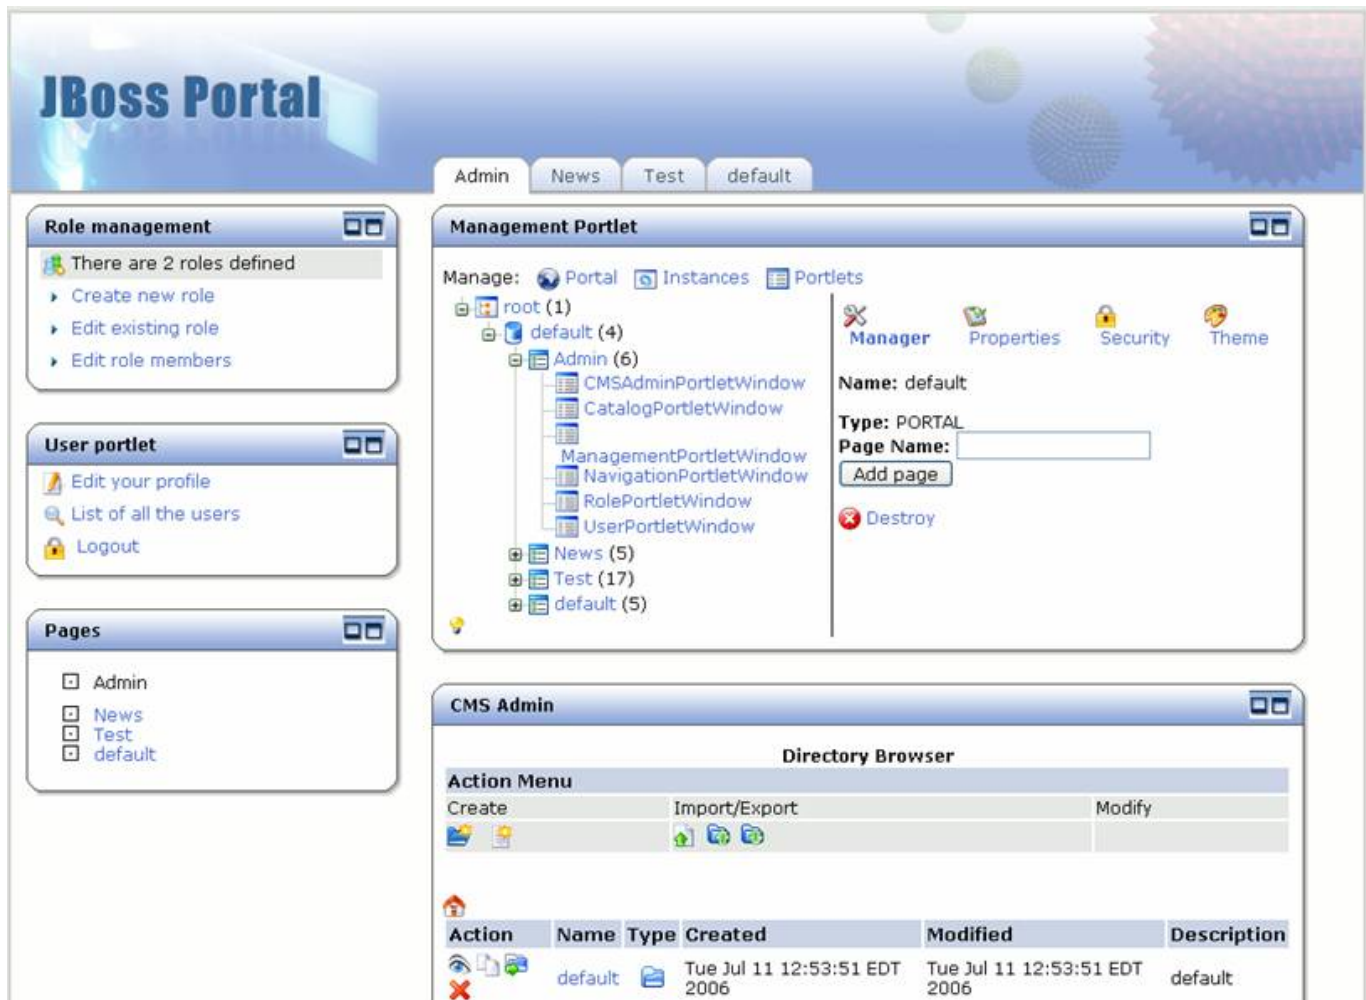 JBoss Portal
Admin News Test default
Role management
There are 2 roles defined
Create new role
Edit existing role
Edit role members
User portlet
Edit your profile
List of all the users
Logout
Pages
Admin
News
Test
default
Management Portlet
Manage: Portal Instances Portlets
root (1)
default (4)
Admin (6)
CMSAdminPortletWindow
CatalogPortletWindow
ManagementPortletWindow
NavigationPortletWindow
RolePortletWindow
UserPortletWindow
News (5)
Test (17)
default (5)
Manager Properties Security Theme
Name: default
Type: PORTAL
Page Name:
Add page
Destroy
CMS Admin
Directory Browser
Action Menu
Create Import/Export Modify
Action Name Type Created Modified Description
default Tue Jul 11 12:53:51 EDT Tue Jul 11 12:53:51 EDT default
2006 2006